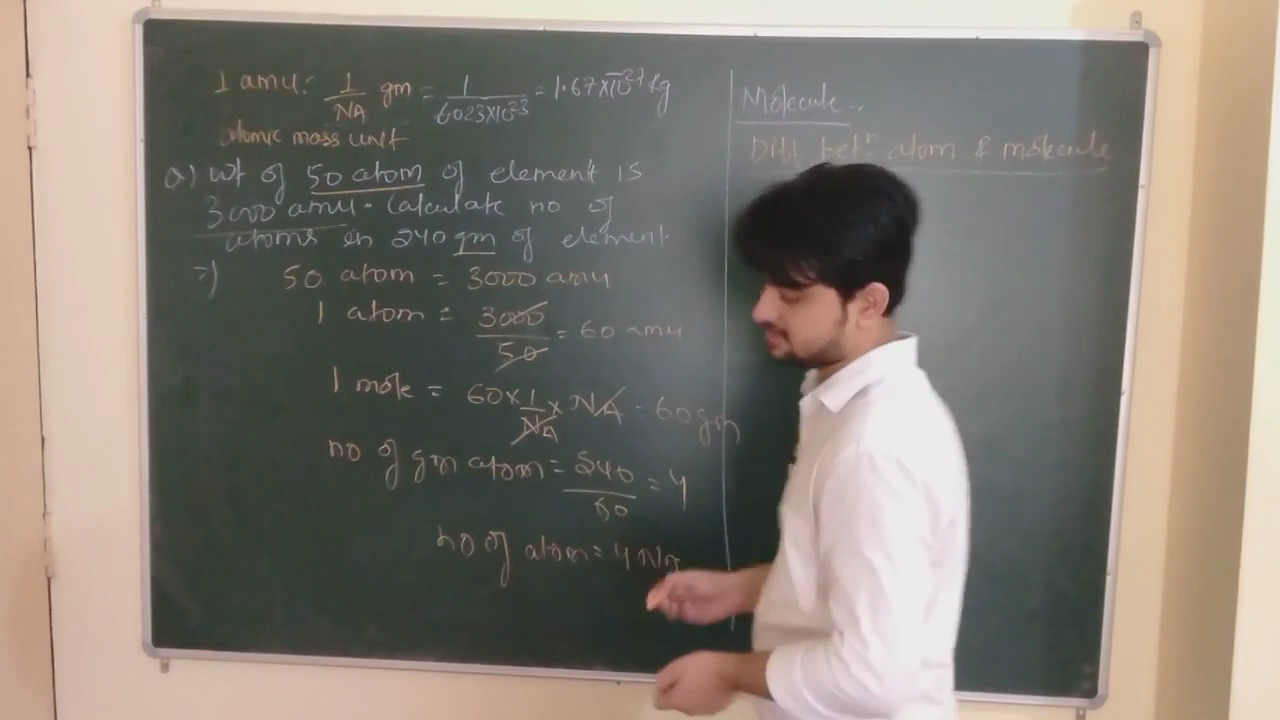 1 amu: 1/NA gm = 1/6023×10²³ = 1.67×10⁻²⁷ kg
atomic mass unit
Q) wt of 50 atom of element is
3000 amu. Calculate no of
atoms in 240 gm of element.
=) 50 atom = 3000 amu
1 atom = 3000/50 = 60 amu
1 mole = 60 × 1/NA × NA = 60 gm
no of gm atom = 240/60 = 4
no of atom = 4 NA
Molecule..
Diff betⁿ atom & molecule